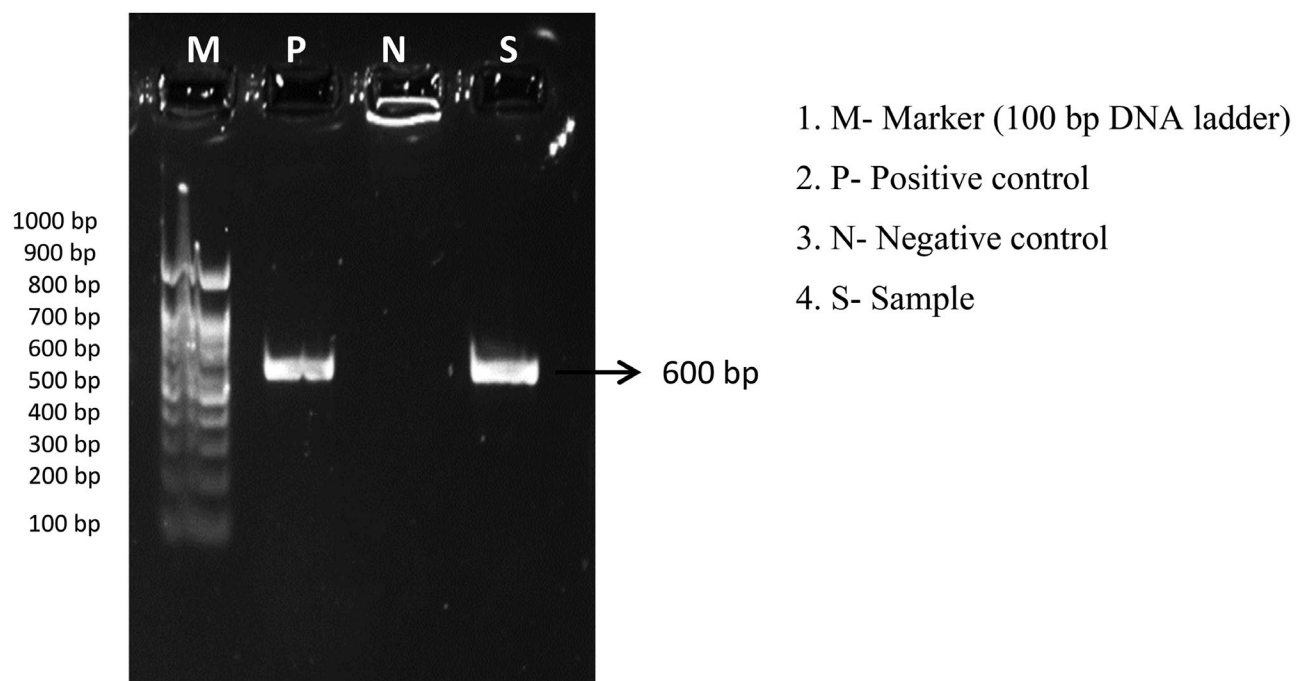 M P N S
1000 bp
900 bp
800 bp
700 bp
600 bp
500 bp
400 bp
300 bp
200 bp
100 bp
600 bp
1. M- Marker (100 bp DNA ladder)
2. P- Positive control
3. N- Negative control
4. S- Sample